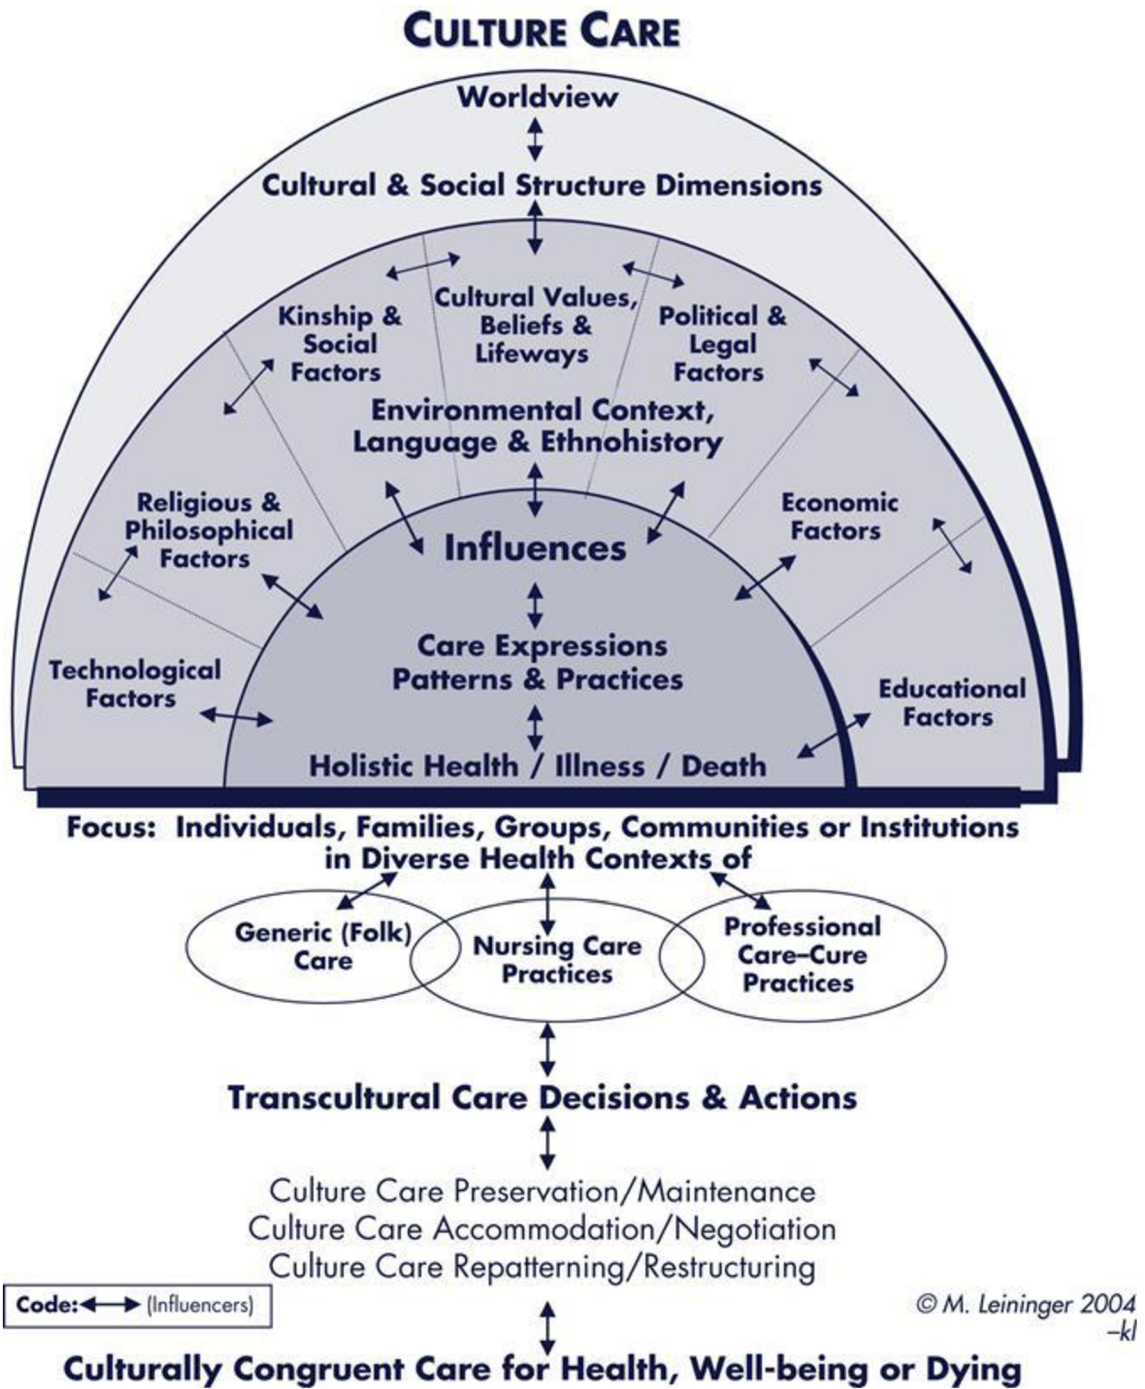 CULTURE CARE
Worldview
Cultural & Social Structure Dimensions
Kinship &
Social
Factors
Cultural Values,
Beliefs &
Lifeways
Political &
Legal
Factors
Environmental Context,
Language & Ethnohistory
Religious &
Philosophical
Factors
Economic
Factors
Influences
Care Expressions
Patterns & Practices
Technological
Factors
Educational
Factors
Holistic Health / Illness / Death
Focus: Individuals, Families, Groups, Communities or Institutions
in Diverse Health Contexts of
Generic (Folk)
Care
Nursing Care
Practices
Professional
Care–Cure
Practices
Transcultural Care Decisions & Actions
Culture Care Preservation/Maintenance
Culture Care Accommodation/Negotiation
Culture Care Repatterning/Restructuring
Code: (Influencers)
© M. Leininger 2004
–kl
Culturally Congruent Care for Health, Well-being or Dying